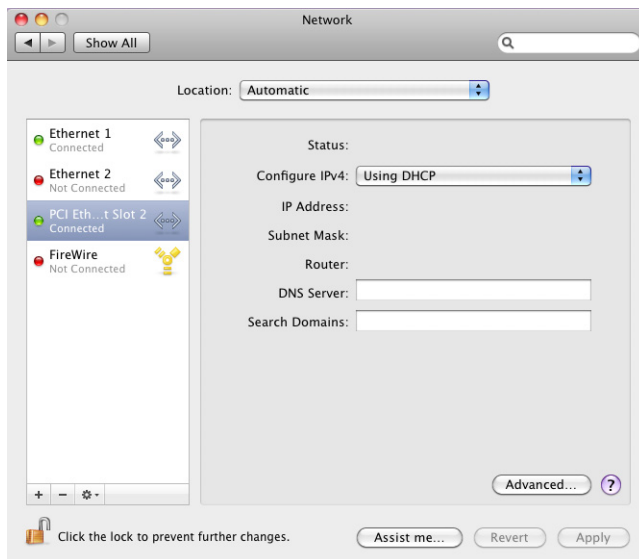 Network
Show All
Location: Automatic
Ethernet 1
Connected
Ethernet 2
Not Connected
PCI Eth...t Slot 2
Connected
FireWire
Not Connected
Status:
Configure IPv4: Using DHCP
IP Address:
Subnet Mask:
Router:
DNS Server:
Search Domains:
Advanced... ?
Click the lock to prevent further changes.
Assist me... Revert Apply